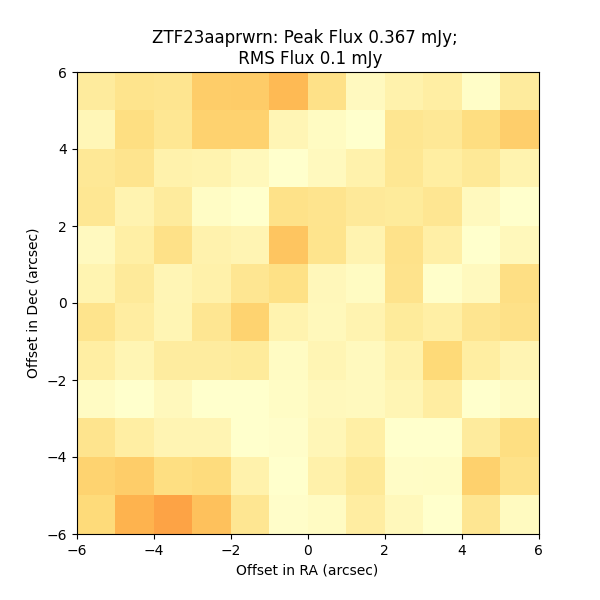 ZTF23aaprwrn: Peak Flux 0.367 mJy;
RMS Flux 0.1 mJy
6
4
2
0
−2
−4
−6
Offset in Dec (arcsec)
−6 −4 −2 0 2 4 6
Offset in RA (arcsec)